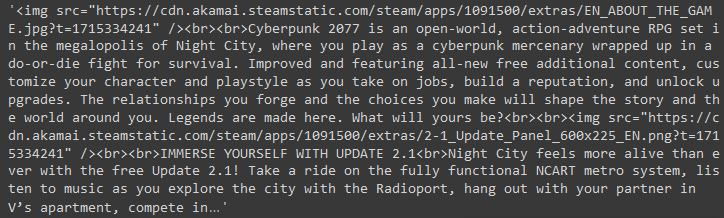 '<img src="https://cdn.akamai.steamstatic.com/steam/apps/1091500/extras/EN_ABOUT_THE_GAM
E.jpg?t=1715334241" /><br><br>Cyberpunk 2077 is an open-world, action-adventure RPG set i
n the megalopolis of Night City, where you play as a cyberpunk mercenary wrapped up in a
do-or-die fight for survival. Improved and featuring all-new free additional content, cus
tomize your character and playstyle as you take on jobs, build a reputation, and unlock u
pgrades. The relationships you forge and the choices you make will shape the story and th
e world around you. Legends are made here. What will yours be?<br><br><img src="https://c
dn.akamai.steamstatic.com/steam/apps/1091500/extras/2-1_Update_Panel_600x225_EN.png?t=171
5334241" /><br><br>IMMERSE YOURSELF WITH UPDATE 2.1<br>Night City feels more alive than e
ver with the free Update 2.1! Take a ride on the fully functional NCART metro system, lis
ten to music as you explore the city with the Radioport, hang out with your partner in
V’s apartment, compete in…'